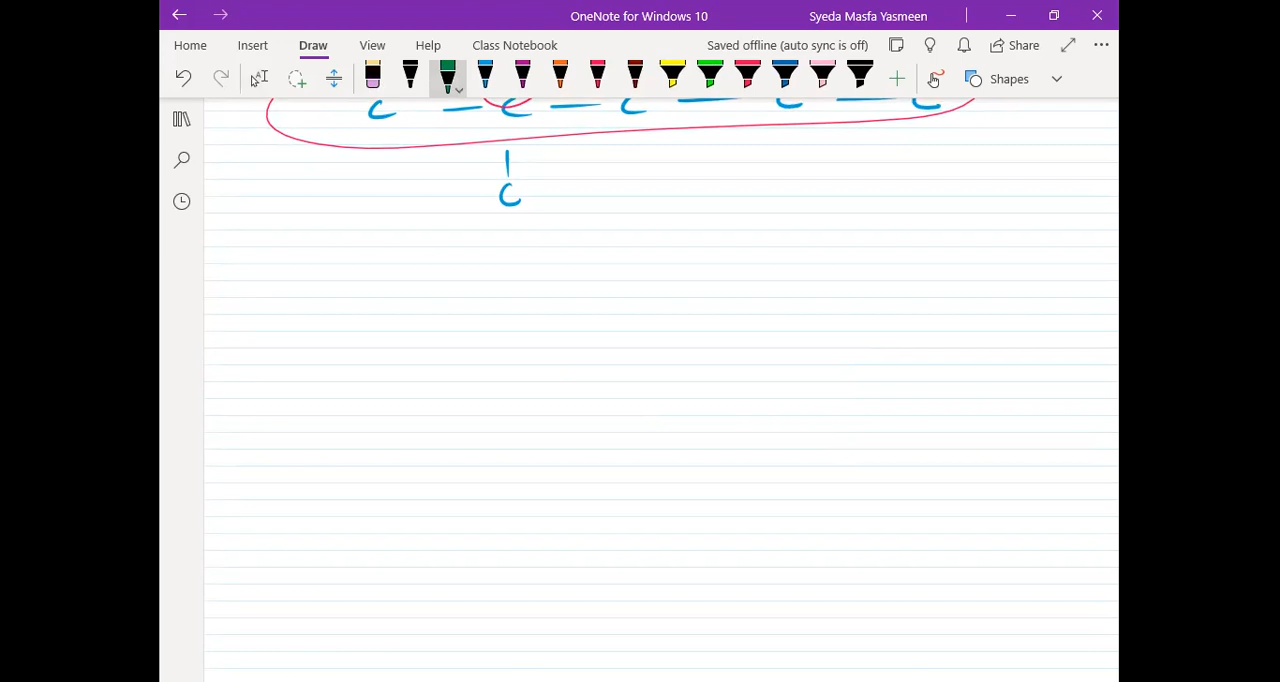 OneNote for Windows 10
Syeda Masfa Yasmeen
Home Insert Draw View Help Class Notebook
Saved offline (auto sync is off)
Share
Shapes
c — c — c — c — c
|
c